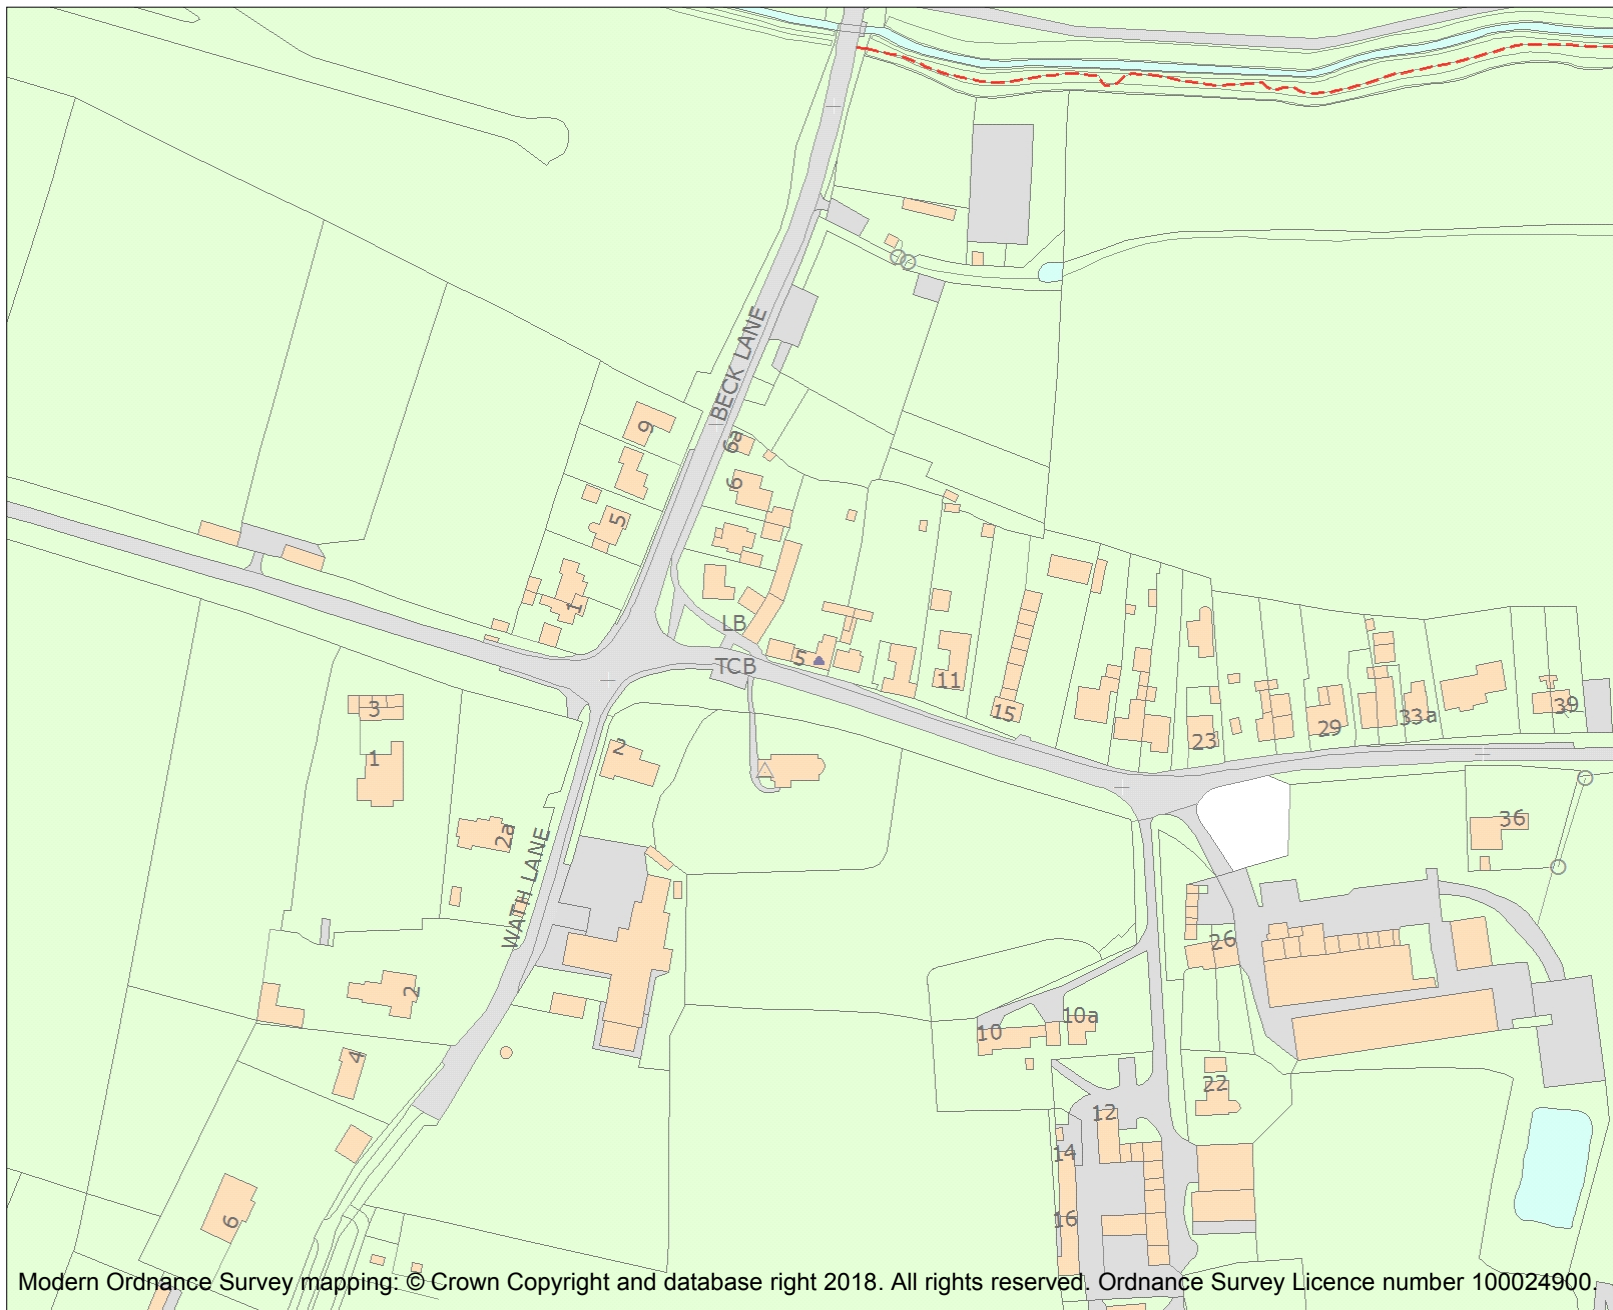 BECK LANE
9
6a
6
5
1
LB
TCB
5
11
15
23
29
33a
39
3
1
2
2a
WATH LANE
36
26
2
10
10a
4
22
12
14
16
6
Modern Ordnance Survey mapping: © Crown Copyright and database right 2018. All rights reserved. Ordnance Survey Licence number 100024900.